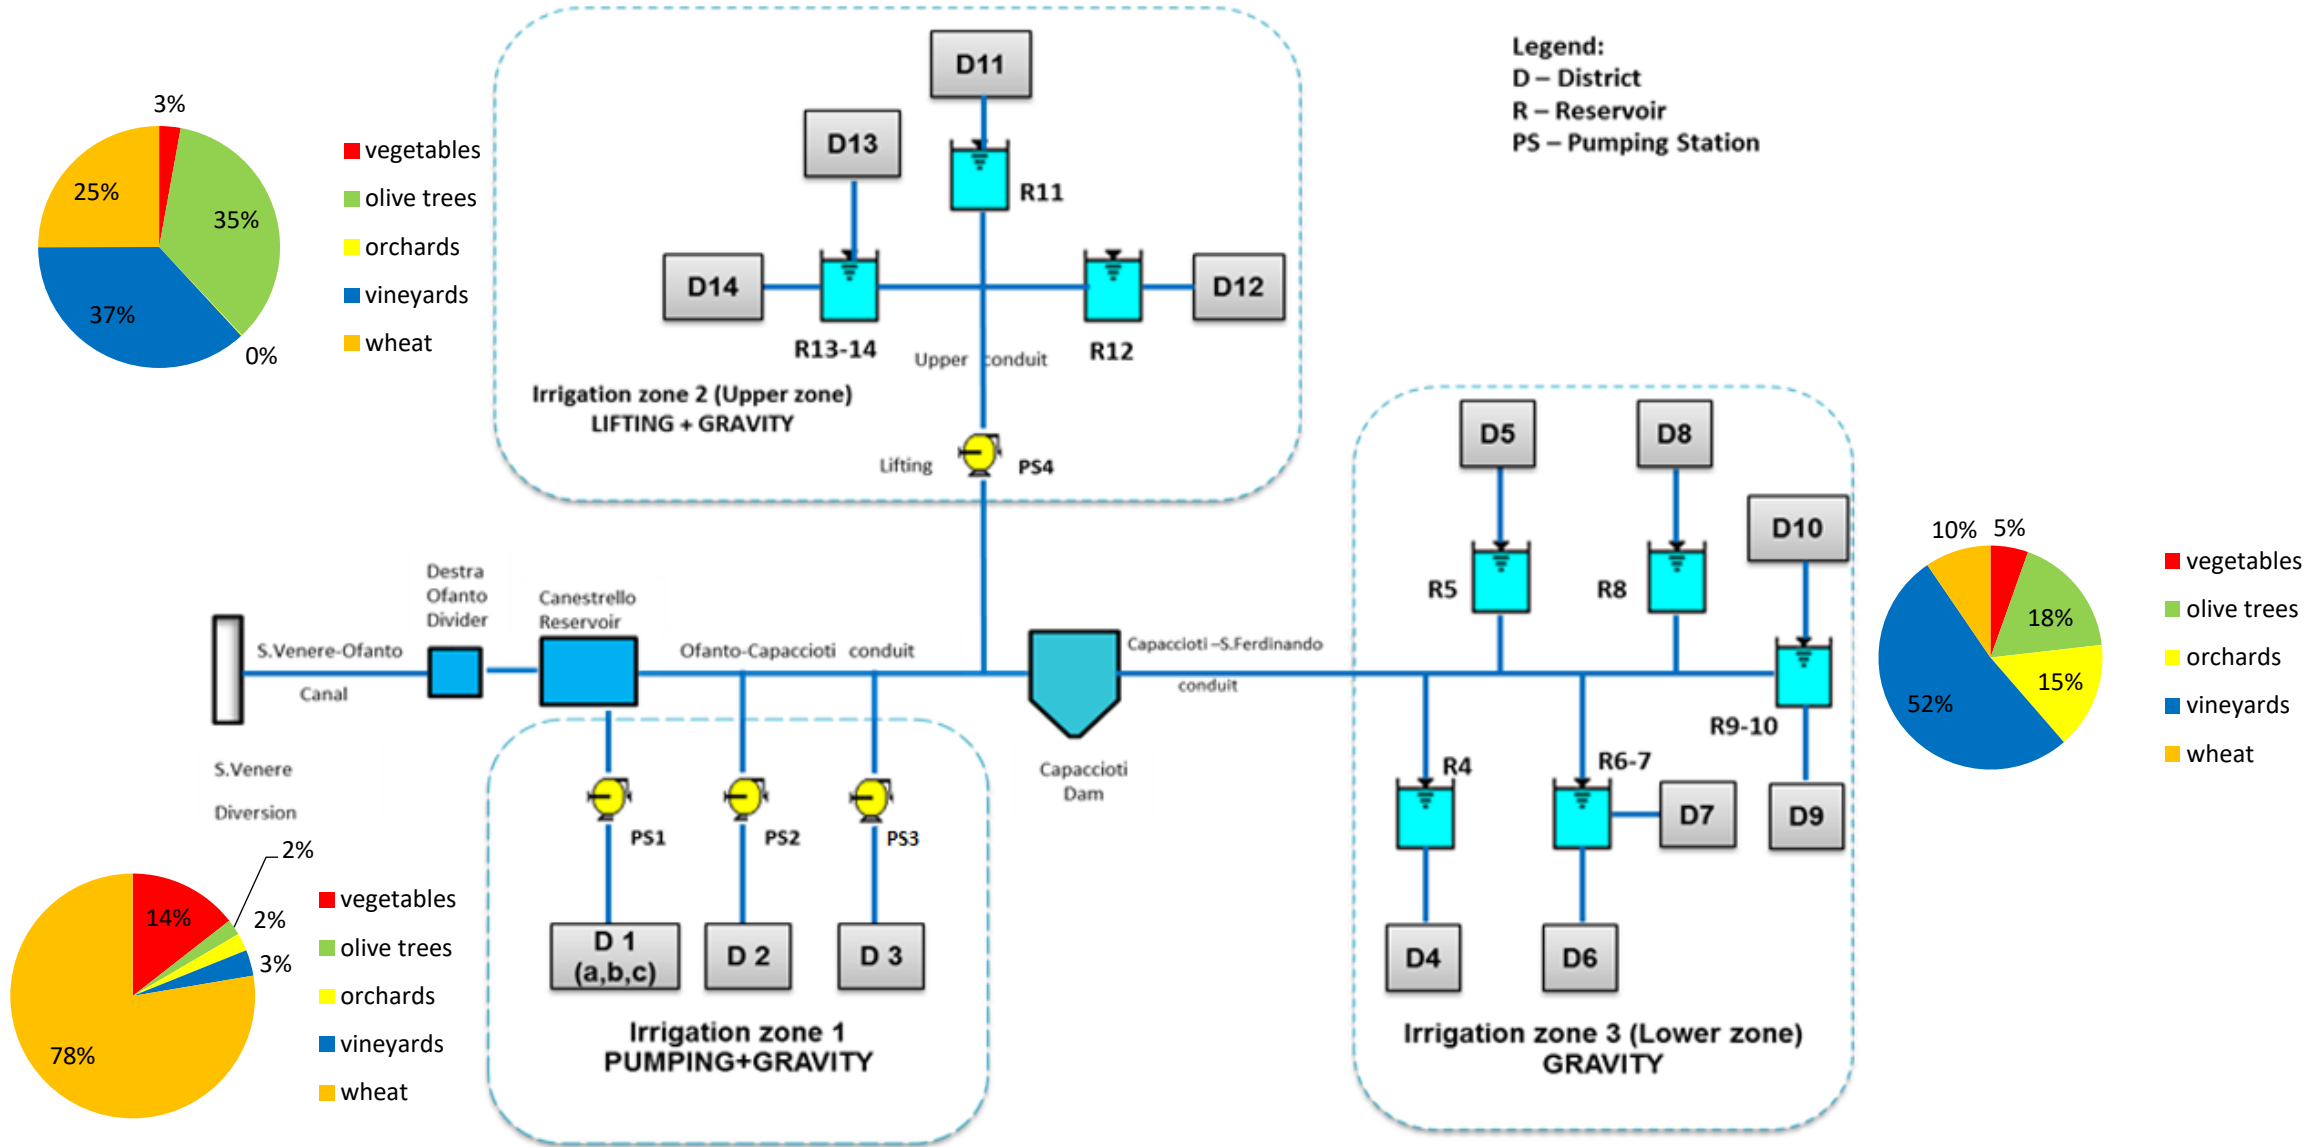 Legend:
D – District
R – Reservoir
PS – Pumping Station
3%
25%
35%
37%
0%
vegetables
olive trees
orchards
vineyards
wheat
D11
D13
R11
D14
D12
R13-14
R12
Upper conduit
Irrigation zone 2 (Upper zone)
LIFTING + GRAVITY
Lifting
PS4
Destra
Ofanto
Divider
Canestrello
Reservoir
S.Venere-Ofanto
Canal
Ofanto-Capaccioti conduit
Capaccioti –S.Ferdinando
conduit
S.Venere
Diversion
Capaccioti
Dam
PS1
PS2
PS3
D 1
(a,b,c)
D 2
D 3
Irrigation zone 1
PUMPING+GRAVITY
D5
D8
D10
R5
R8
R9-10
R4
R6-7
D7
D9
D4
D6
Irrigation zone 3 (Lower zone)
GRAVITY
10%
5%
18%
15%
52%
vegetables
olive trees
orchards
vineyards
wheat
2%
14%
2%
3%
78%
vegetables
olive trees
orchards
vineyards
wheat